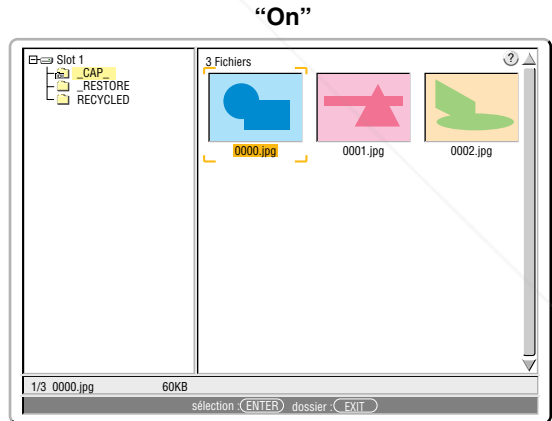 “On”
Slot 1
_CAP_
_RESTORE
RECYCLED
3 Fichiers
?
0000.jpg 0001.jpg 0002.jpg
1/3 0000.jpg 60KB
sélection :ENTER dossier :EXIT